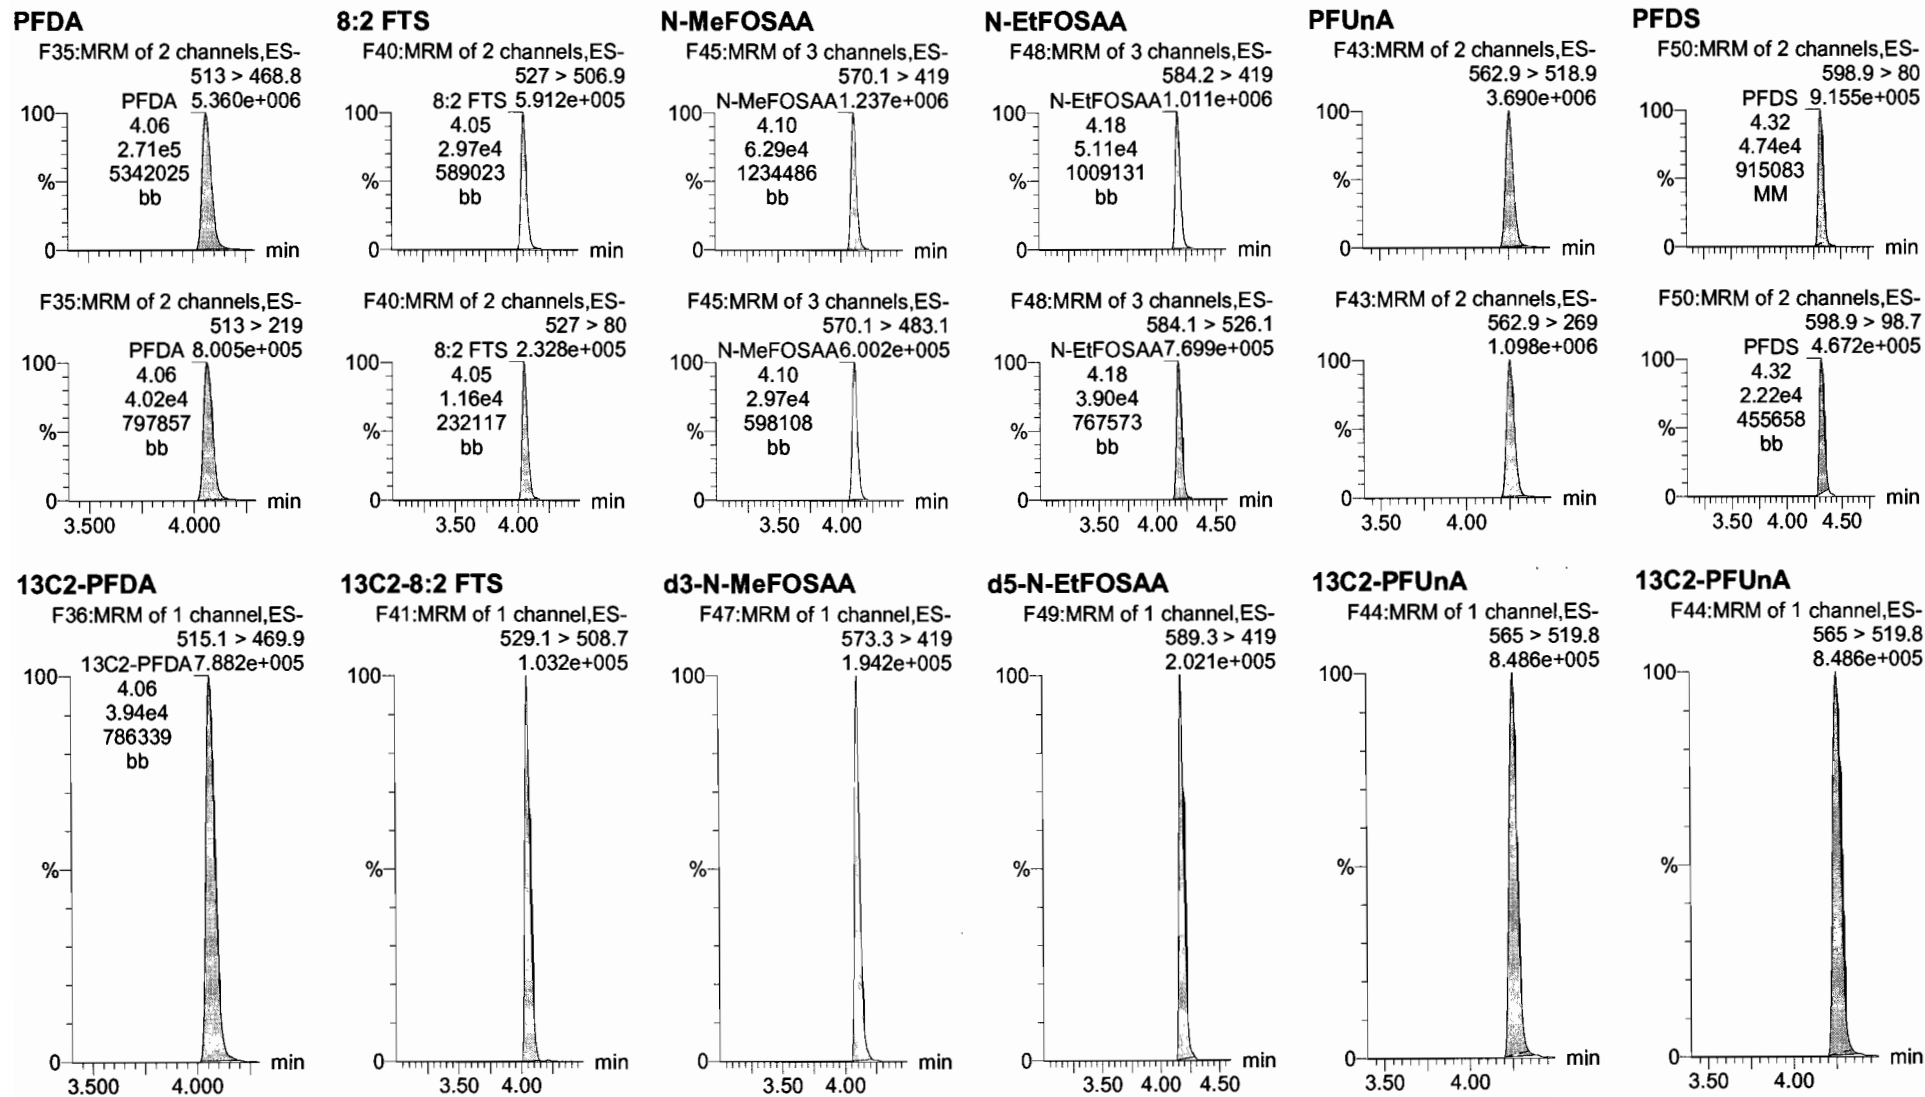 PFDA
F35:MRM of 2 channels,ES-
513 > 468.8
PFDA 5.360e+006
4.06
2.71e5
5342025
bb
100
%
0
min
F35:MRM of 2 channels,ES-
513 > 219
PFDA 8.005e+005
4.06
4.02e4
797857
bb
100
%
0
min
3.500 4.000
8:2 FTS
F40:MRM of 2 channels,ES-
527 > 506.9
8:2 FTS 5.912e+005
4.05
2.97e4
589023
bb
100
%
0
min
F40:MRM of 2 channels,ES-
527 > 80
8:2 FTS 2.328e+005
4.05
1.16e4
232117
bb
100
%
0
min
3.50 4.00
N-MeFOSAA
F45:MRM of 3 channels,ES-
570.1 > 419
N-MeFOSAA1.237e+006
4.10
6.29e4
1234486
bb
100
%
0
min
F45:MRM of 3 channels,ES-
570.1 > 483.1
N-MeFOSAA6.002e+005
4.10
2.97e4
598108
bb
100
%
0
min
3.50 4.00
N-EtFOSAA
F48:MRM of 3 channels,ES-
584.2 > 419
N-EtFOSAA1.011e+006
4.18
5.11e4
1009131
bb
100
%
0
min
F48:MRM of 3 channels,ES-
584.1 > 526.1
N-EtFOSAA7.699e+005
4.18
3.90e4
767573
bb
100
%
0
min
3.50 4.00 4.50
PFUnA
F43:MRM of 2 channels,ES-
562.9 > 518.9
3.690e+006
100
%
0
min
F43:MRM of 2 channels,ES-
562.9 > 269
1.098e+006
100
%
0
min
3.50 4.00
PFDS
F50:MRM of 2 channels,ES-
598.9 > 80
PFDS 9.155e+005
4.32
4.74e4
915083
MM
100
%
0
min
F50:MRM of 2 channels,ES-
598.9 > 98.7
PFDS 4.672e+005
4.32
2.22e4
455658
bb
100
%
0
min
3.50 4.00 4.50
13C2-PFDA
F36:MRM of 1 channel,ES-
515.1 > 469.9
13C2-PFDA7.882e+005
4.06
3.94e4
786339
bb
100
%
0
min
3.500 4.000
13C2-8:2 FTS
F41:MRM of 1 channel,ES-
529.1 > 508.7
1.032e+005
100
%
0
min
3.50 4.00
d3-N-MeFOSAA
F47:MRM of 1 channel,ES-
573.3 > 419
1.942e+005
100
%
0
min
3.50 4.00
d5-N-EtFOSAA
F49:MRM of 1 channel,ES-
589.3 > 419
2.021e+005
100
%
0
min
3.50 4.00 4.50
13C2-PFUnA
F44:MRM of 1 channel,ES-
565 > 519.8
8.486e+005
100
%
0
min
3.50 4.00
13C2-PFUnA
F44:MRM of 1 channel,ES-
565 > 519.8
8.486e+005
100
%
0
min
3.50 4.00